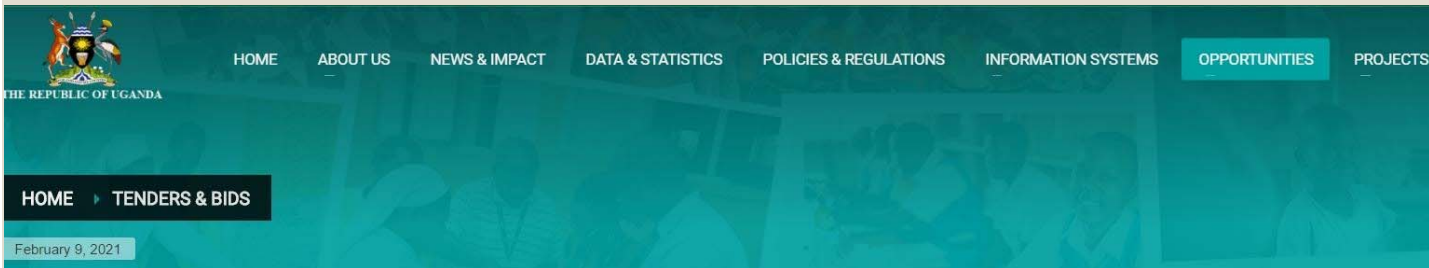 HOME ABOUT US NEWS & IMPACT DATA & STATISTICS POLICIES & REGULATIONS INFORMATION SYSTEMS OPPORTUNITIES PROJECTS
THE REPUBLIC OF UGANDA
HOME TENDERS & BIDS
February 9, 2021